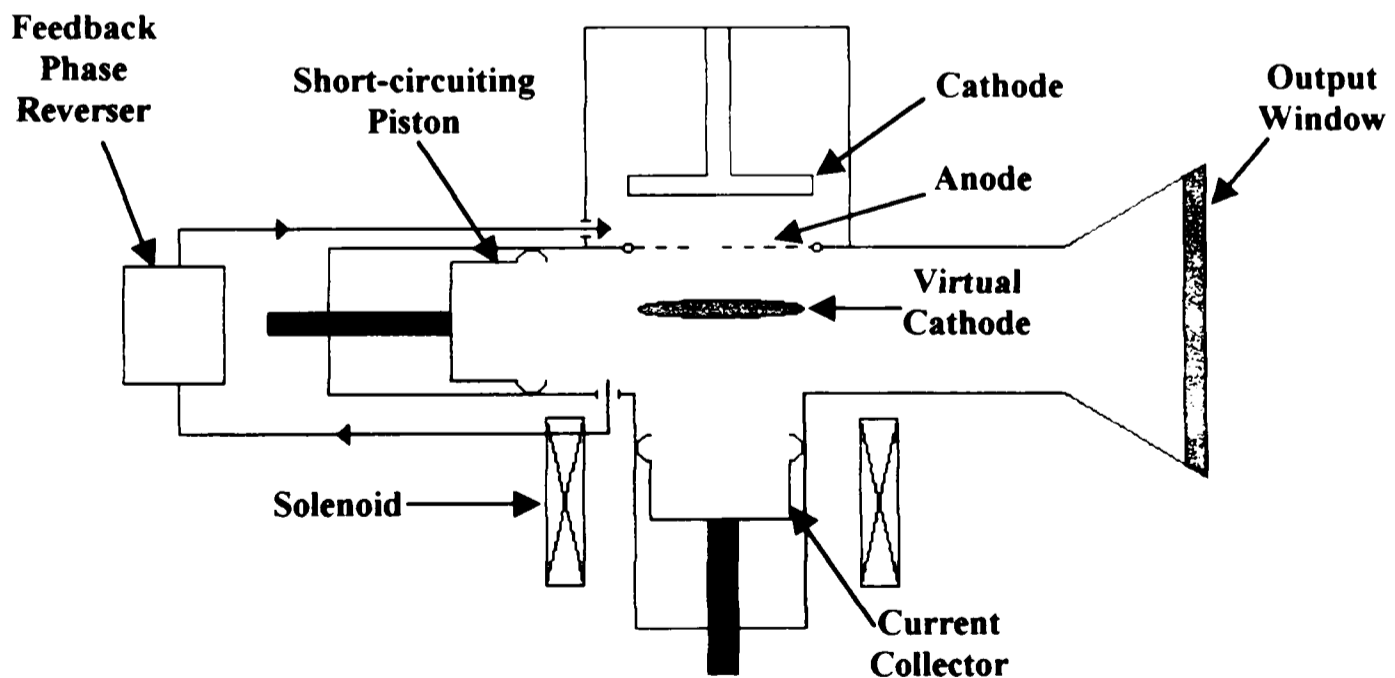 Feedback
Phase
Reverser
Short-circuiting
Piston
Cathode
Anode
Output
Window
Virtual
Cathode
Solenoid
Current
Collector